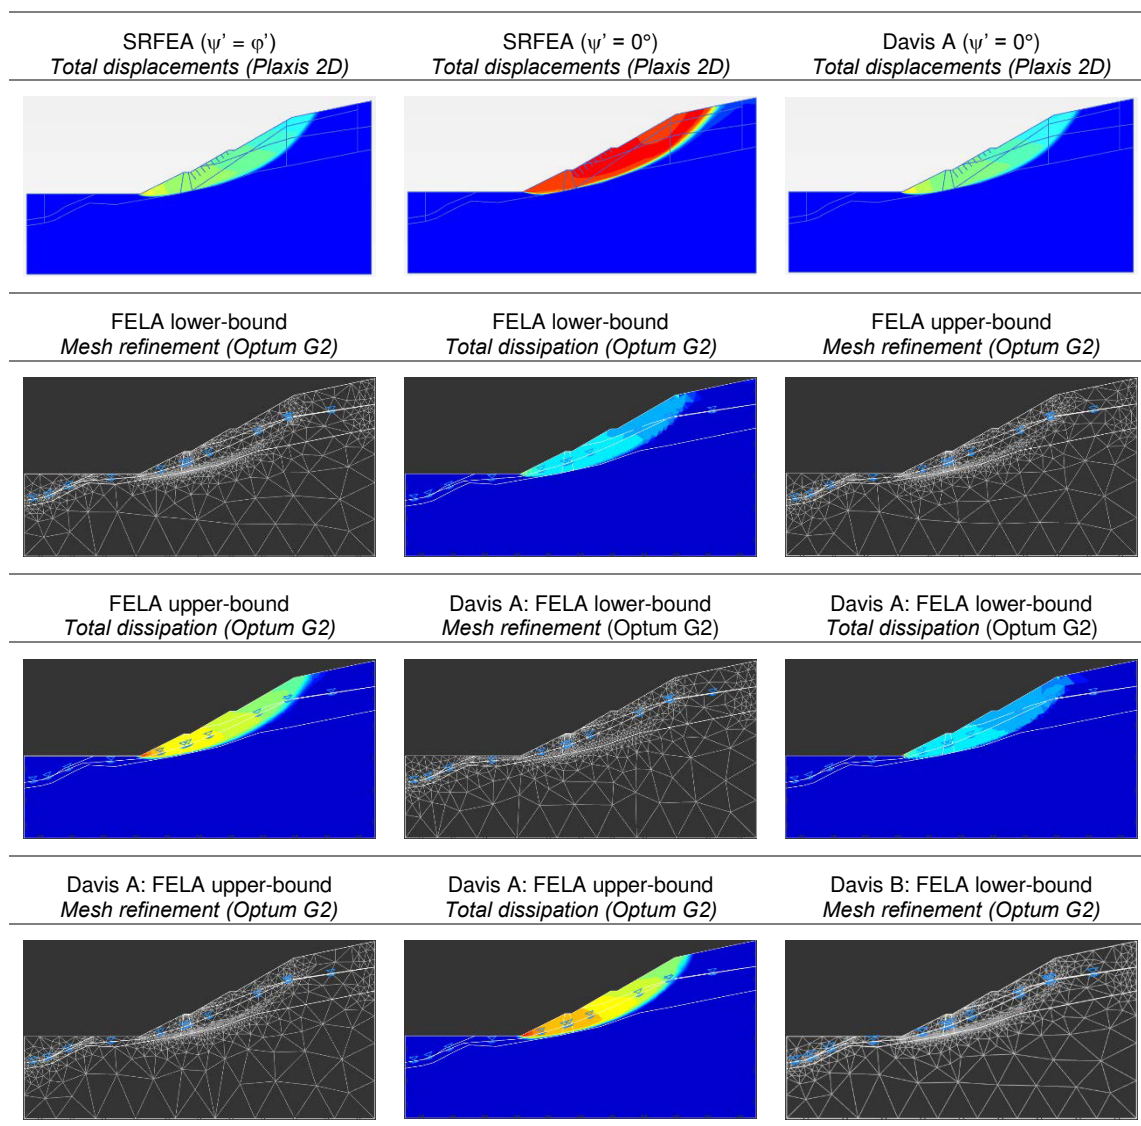 SRFEA (ψ' = φ')
Total displacements (Plaxis 2D)
SRFEA (ψ' = 0°)
Total displacements (Plaxis 2D)
Davis A (ψ' = 0°)
Total displacements (Plaxis 2D)
FELA lower-bound
Mesh refinement (Optum G2)
FELA lower-bound
Total dissipation (Optum G2)
FELA upper-bound
Mesh refinement (Optum G2)
FELA upper-bound
Total dissipation (Optum G2)
Davis A: FELA lower-bound
Mesh refinement (Optum G2)
Davis A: FELA lower-bound
Total dissipation (Optum G2)
Davis A: FELA upper-bound
Mesh refinement (Optum G2)
Davis A: FELA upper-bound
Total dissipation (Optum G2)
Davis B: FELA lower-bound
Mesh refinement (Optum G2)